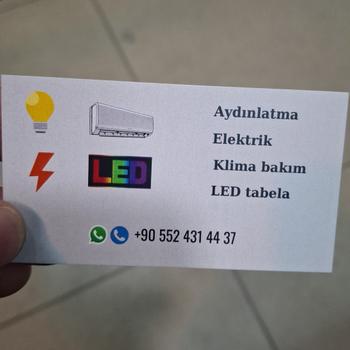 Aydınlatma
Elektrik
Klima bakım
LED
LED tabela
+90 552 431 44 37